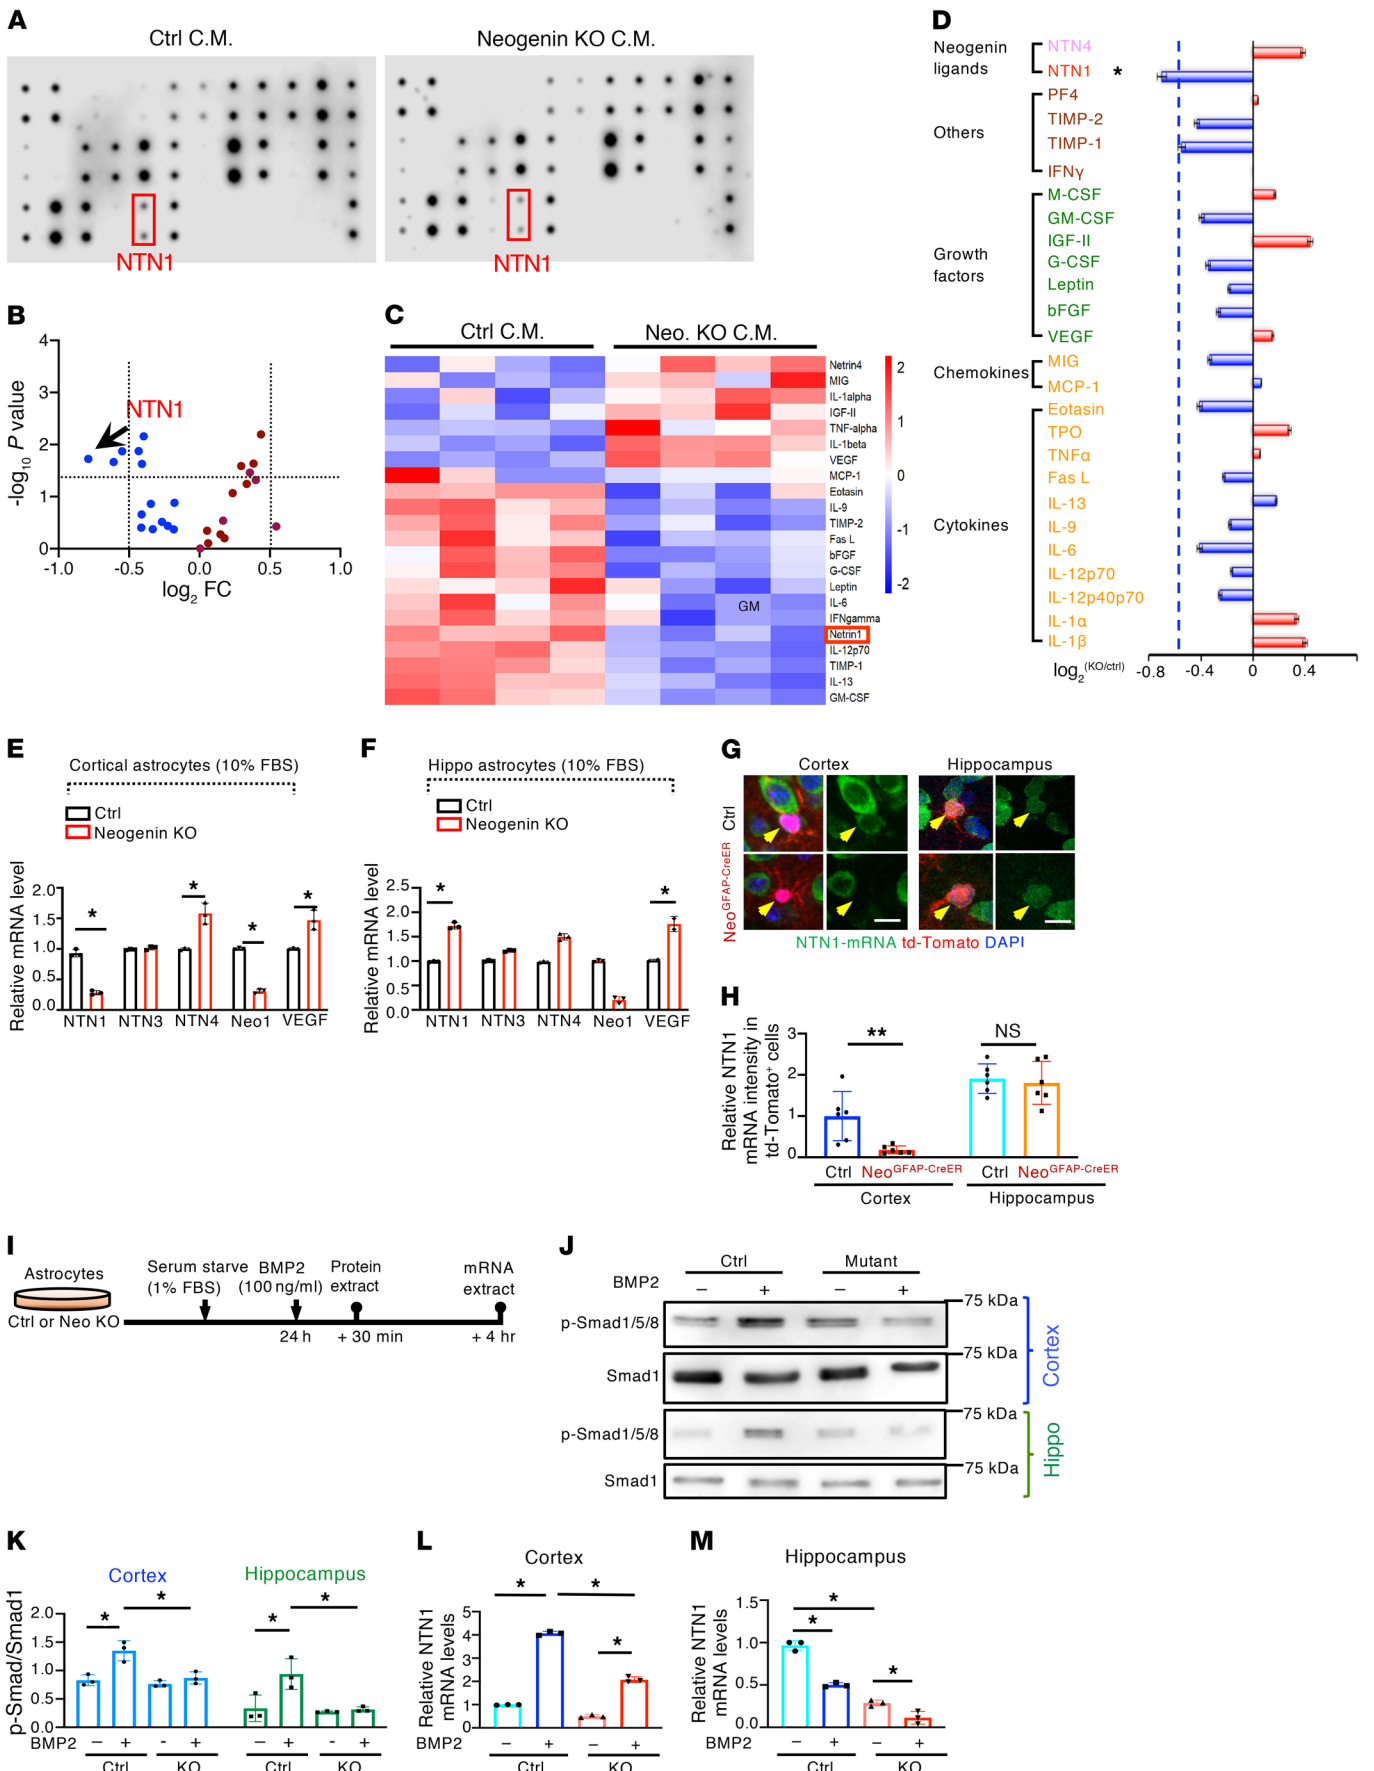 A
Ctrl C.M.
Neogenin KO C.M.
NTN1
NTN1
B
4
3
2
1
0
-log10 P value
NTN1
-1.0 -0.5 0.0 0.5 1.0
log2 FC
C
Ctrl C.M.
Neo. KO C.M.
Netrin4
MIG
IL-1alpha
IGF-II
TNF-alpha
IL-1beta
VEGF
MCP-1
Eotasin
IL-9
TIMP-2
Fas L
bFGF
G-CSF
Leptin
IL-6
IFNgamma
Netrin1
IL-12p70
TIMP-1
IL-13
GM-CSF
GM
2
1
0
-1
-2
D
Neogenin ligands
NTN4
NTN1 *
Others
PF4
TIMP-2
TIMP-1
IFNγ
Growth factors
M-CSF
GM-CSF
IGF-II
G-CSF
Leptin
bFGF
VEGF
Chemokines
MIG
MCP-1
Cytokines
Eotasin
TPO
TNFα
Fas L
IL-13
IL-9
IL-6
IL-12p70
IL-12p40p70
IL-1α
IL-1β
log2(KO/ctrl)
-0.8 -0.4 0 0.4
E
Cortical astrocytes (10% FBS)
Ctrl
Neogenin KO
Relative mRNA level
2.0
1.5
1.0
0.5
0.0
* * * *
NTN1 NTN3 NTN4 Neo1 VEGF
F
Hippo astrocytes (10% FBS)
Ctrl
Neogenin KO
Relative mRNA level
2.5
2.0
1.5
1.0
0.5
0.0
* *
NTN1 NTN3 NTN4 Neo1 VEGF
G
Cortex
Hippocampus
Ctrl
NeoGFAP-CreER
NTN1-mRNA td-Tomato DAPI
H
Relative NTN1
mRNA intensity in
td-Tomato+ cells
3
2
1
0
** NS
Ctrl NeoGFAP-CreER Ctrl NeoGFAP-CreER
Cortex
Hippocampus
I
Astrocytes
Ctrl or Neo KO
Serum starve
(1% FBS)
BMP2
(100 ng/ml)
Protein
extract
mRNA
extract
24 h + 30 min + 4 hr
J
Ctrl Mutant
BMP2 − + − +
75 kDa
p-Smad1/5/8
75 kDa
Smad1
Cortex
75 kDa
p-Smad1/5/8
75 kDa
Smad1
Hippo
K
Cortex
Hippocampus
p-Smad/Smad1
2.0
1.5
1.0
0.5
0.0
* * * *
BMP2 − + - + − + - +
Ctrl KO Ctrl KO
L
Cortex
Relative NTN1
mRNA levels
5
4
3
2
1
0
* * *
BMP2 − + − +
Ctrl KO
M
Hippocampus
Relative NTN1
mRNA levels
1.5
1.0
0.5
0.0
* * *
BMP2 − + − +
Ctrl KO